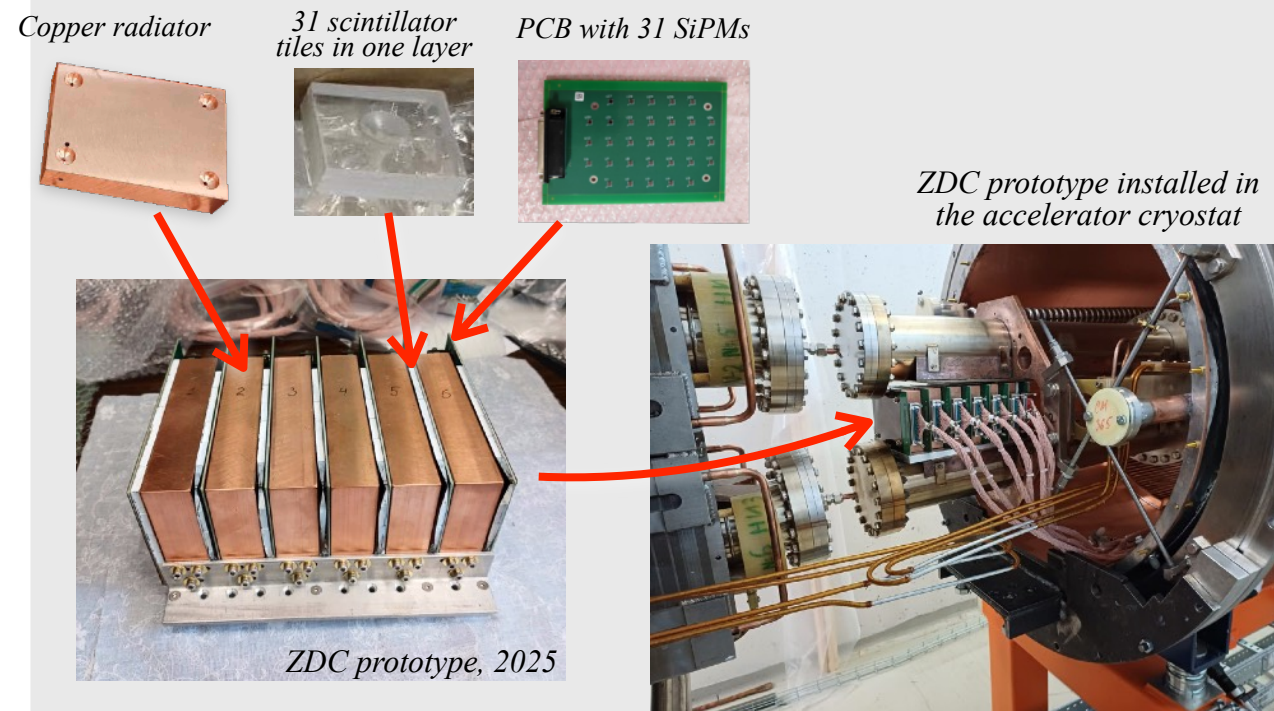 Copper radiator
31 scintillator
tiles in one layer
PCB with 31 SiPMs
ZDC prototype installed in
the accelerator cryostat
2
3
4
5
6
ZDC prototype, 2025